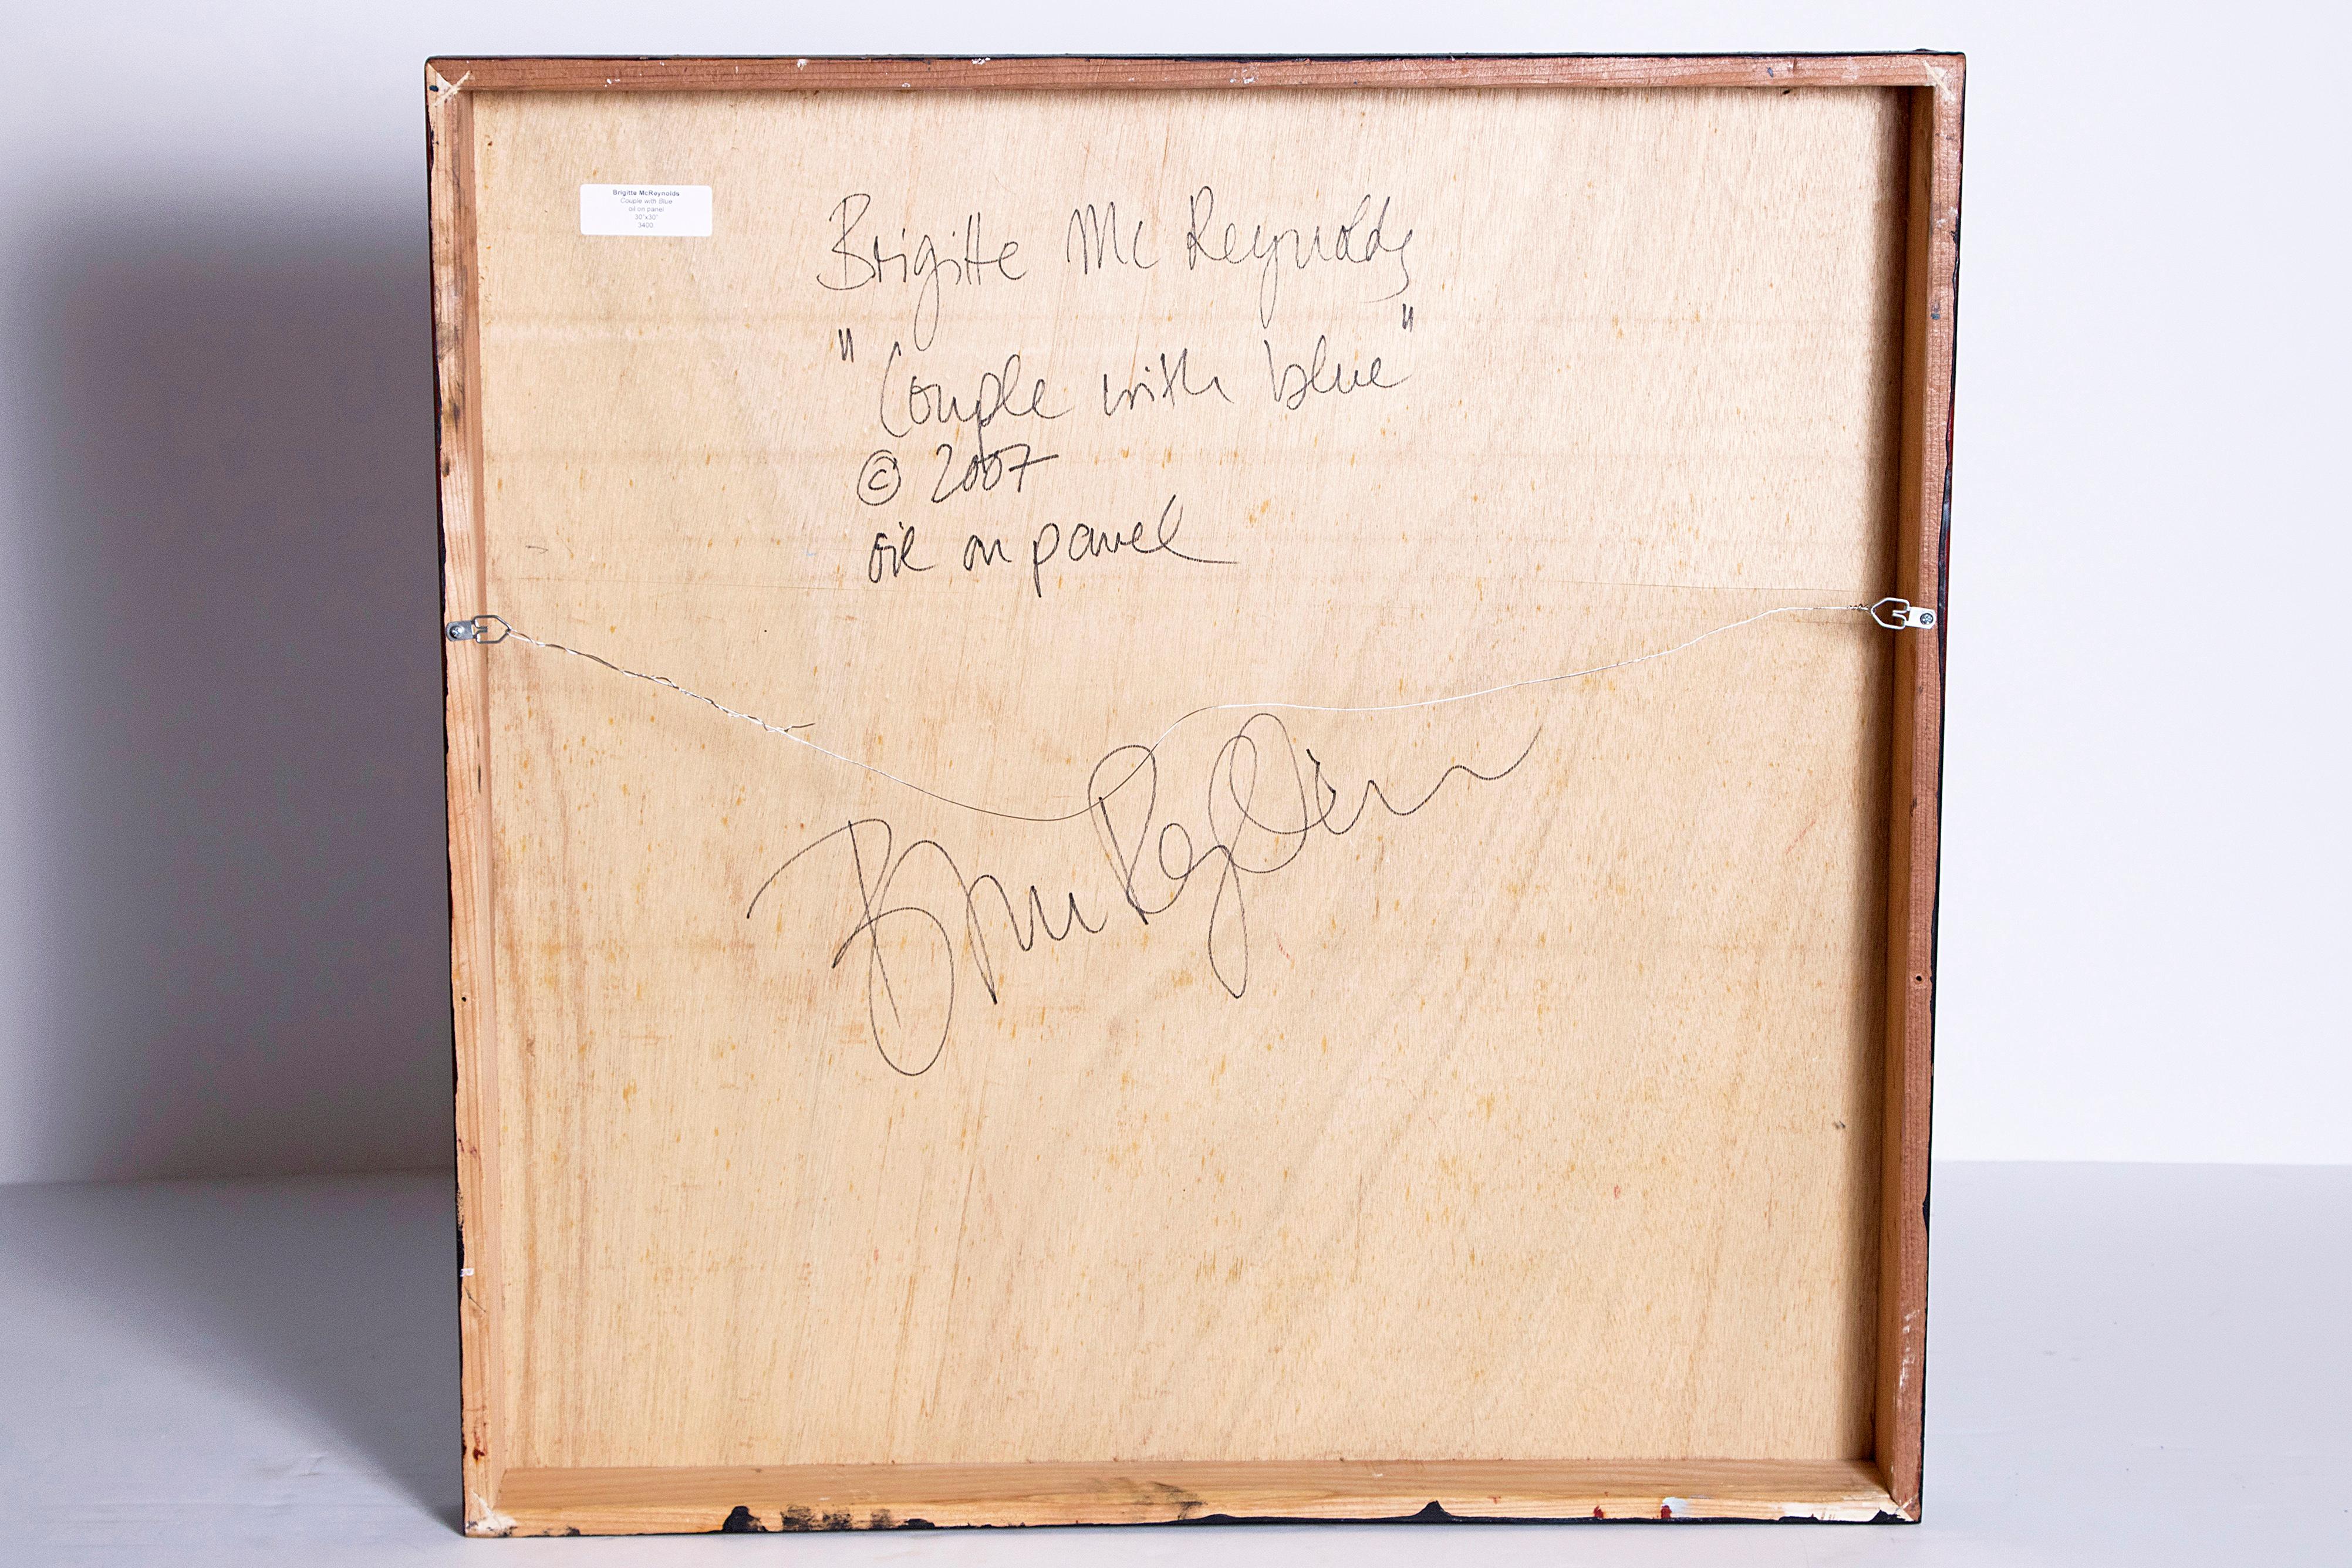 Brigitte McReynolds
Couple with Blue
oil on panel
30"x30"
3400
Brigitte Mc Reynolds
"Couple with blue"
© 2007
oil on panel